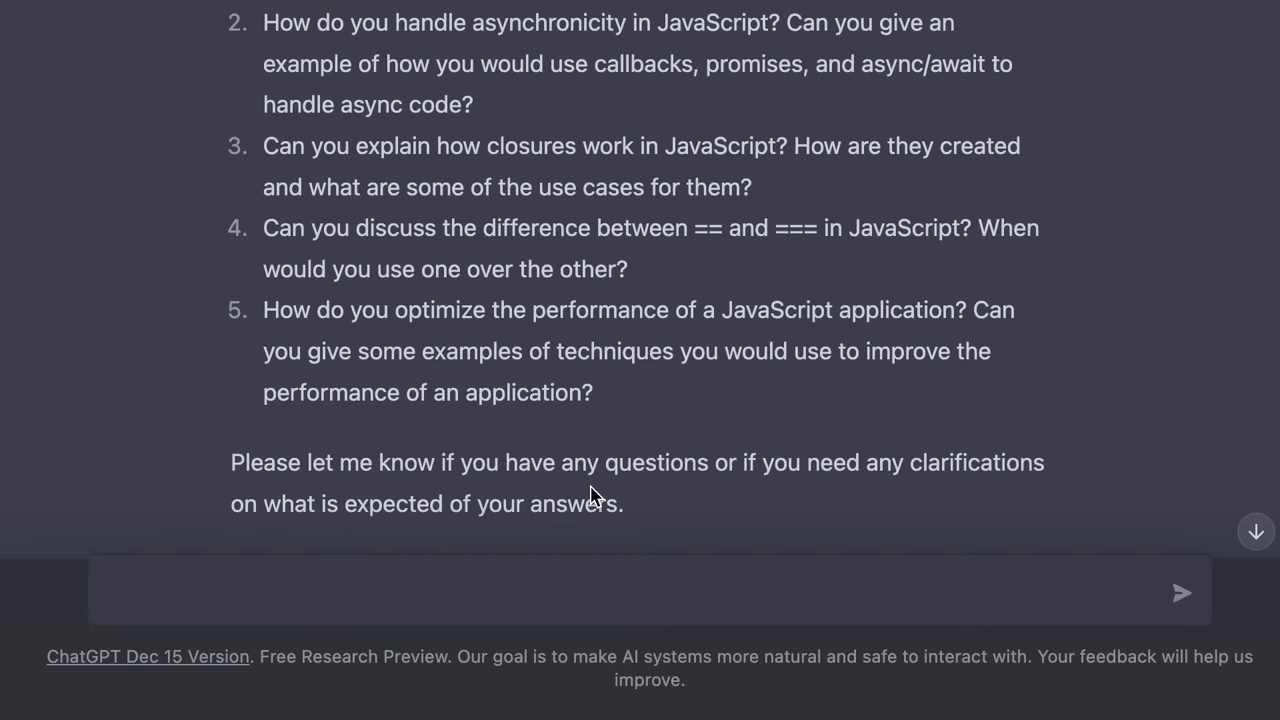 2. How do you handle asynchronicity in JavaScript? Can you give an
example of how you would use callbacks, promises, and async/await to
handle async code?
3. Can you explain how closures work in JavaScript? How are they created
and what are some of the use cases for them?
4. Can you discuss the difference between == and === in JavaScript? When
would you use one over the other?
5. How do you optimize the performance of a JavaScript application? Can
you give some examples of techniques you would use to improve the
performance of an application?
Please let me know if you have any questions or if you need any clarifications
on what is expected of your answers.
ChatGPT Dec 15 Version. Free Research Preview. Our goal is to make AI systems more natural and safe to interact with. Your feedback will help us
improve.